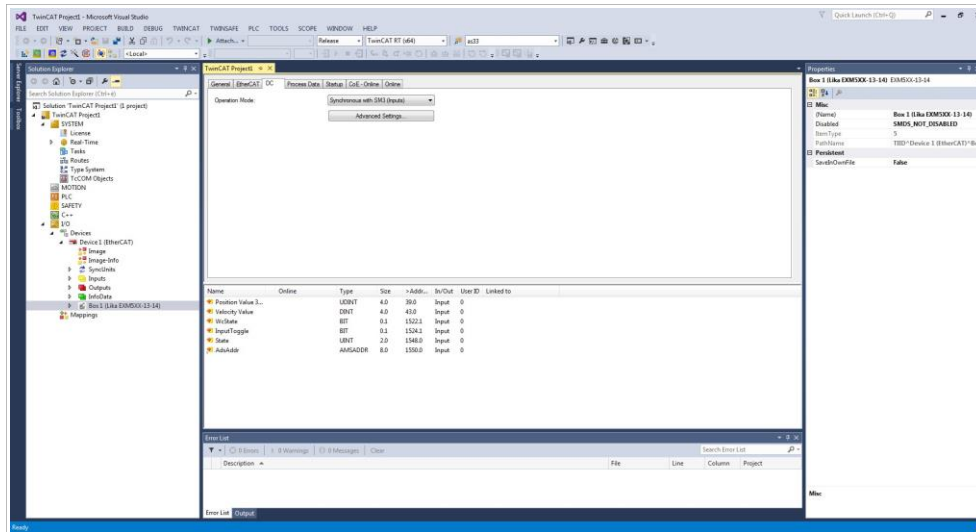 TwinCAT Project1 - Microsoft Visual Studio
Quick Launch (Ctrl+Q)
FILE EDIT VIEW PROJECT BUILD DEBUG TWINCAT TWINSAFE PLC TOOLS SCOPE WINDOW HELP
Attach... Release TwinCAT RT (x64) as33
<Local>
Server Explorer
Toolbox
Solution Explorer
Search Solution Explorer
Solution 'TwinCAT Project1' (1 project)
TwinCAT Project1
SYSTEM
License
Real-Time
Tasks
Routes
Type System
TcCOM Objects
MOTION
PLC
SAFETY
C++
I/O
Devices
Device 1 (EtherCAT)
Image
Image-Info
SyncUnits
Inputs
Outputs
InfoData
Box 1 (Lika EXM5XX-13-14)
Mappings
TwinCAT Project1
General EtherCAT DC Process Data Startup CoE - Online Online
Operation Mode: Synchronous with SM3 (Inputs)
Advanced Settings...
Name Online Type Size >Addr... In/Out User ID Linked to
Position Value 3... UDINT 4.0 39.0 Input 0
Velocity Value DINT 4.0 43.0 Input 0
WcState BIT 0.1 1522.1 Input 0
InputToggle BIT 0.1 1524.1 Input 0
State UINT 2.0 1548.0 Input 0
AdsAddr AMSADDR 8.0 1550.0 Input 0
Error List
0 Errors 0 Warnings 0 Messages Clear
Search Error List
Description File Line Column Project
Error List Output
Properties
Box 1 (Lika EXM5XX-13-14) EXM5XX-13-14
Misc
(Name) Box 1 (Lika EXM5XX-13-14)
Disabled SMDS_NOT_DISABLED
ItemType 5
PathName TIID^Device 1 (EtherCAT)^B
Persistent
SaveInOwnFile False
Misc
Ready